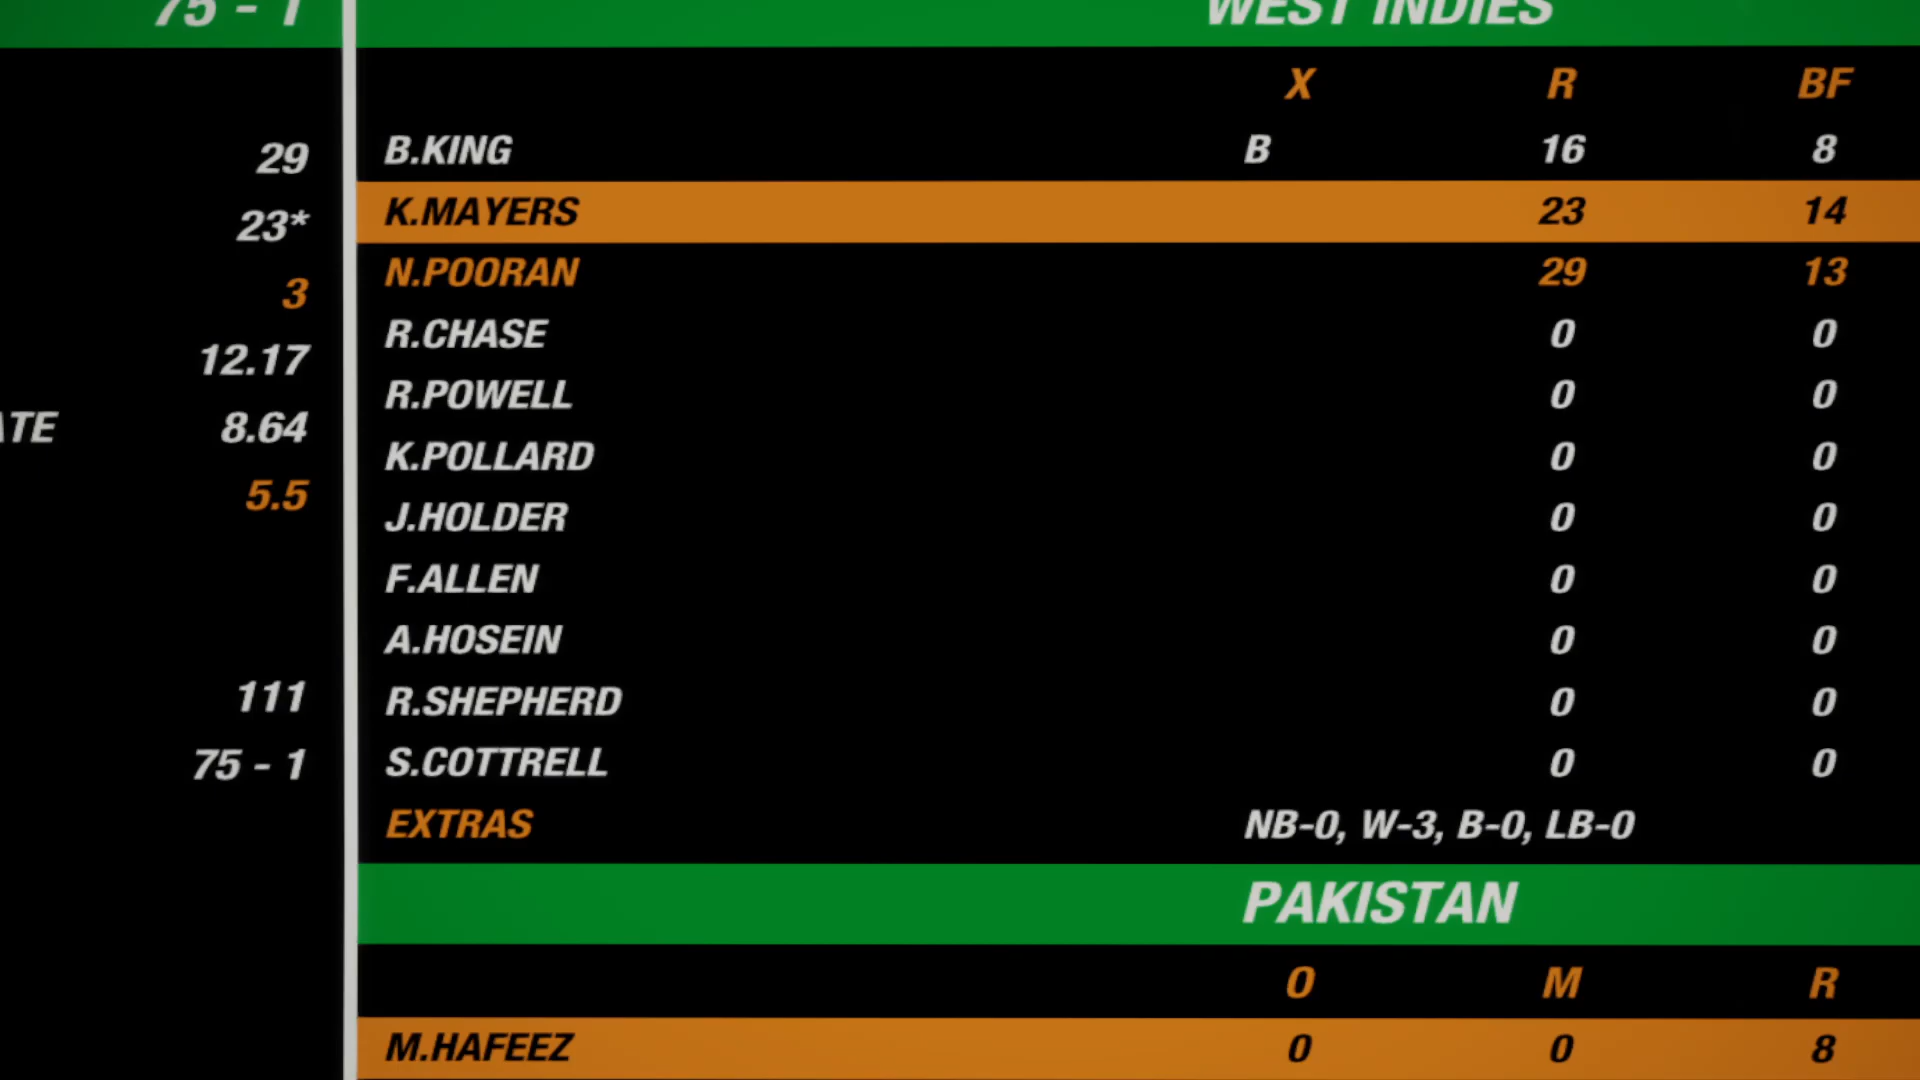 75 - 1
29
23*
3
12.17
ATE 8.64
5.5
111
75 - 1
WEST INDIES
X R BF
B.KING B 16 8
K.MAYERS 23 14
N.POORAN 29 13
R.CHASE 0 0
R.POWELL 0 0
K.POLLARD 0 0
J.HOLDER 0 0
F.ALLEN 0 0
A.HOSEIN 0 0
R.SHEPHERD 0 0
S.COTTRELL 0 0
EXTRAS NB-0, W-3, B-0, LB-0
PAKISTAN
O M R
M.HAFEEZ 0 0 8